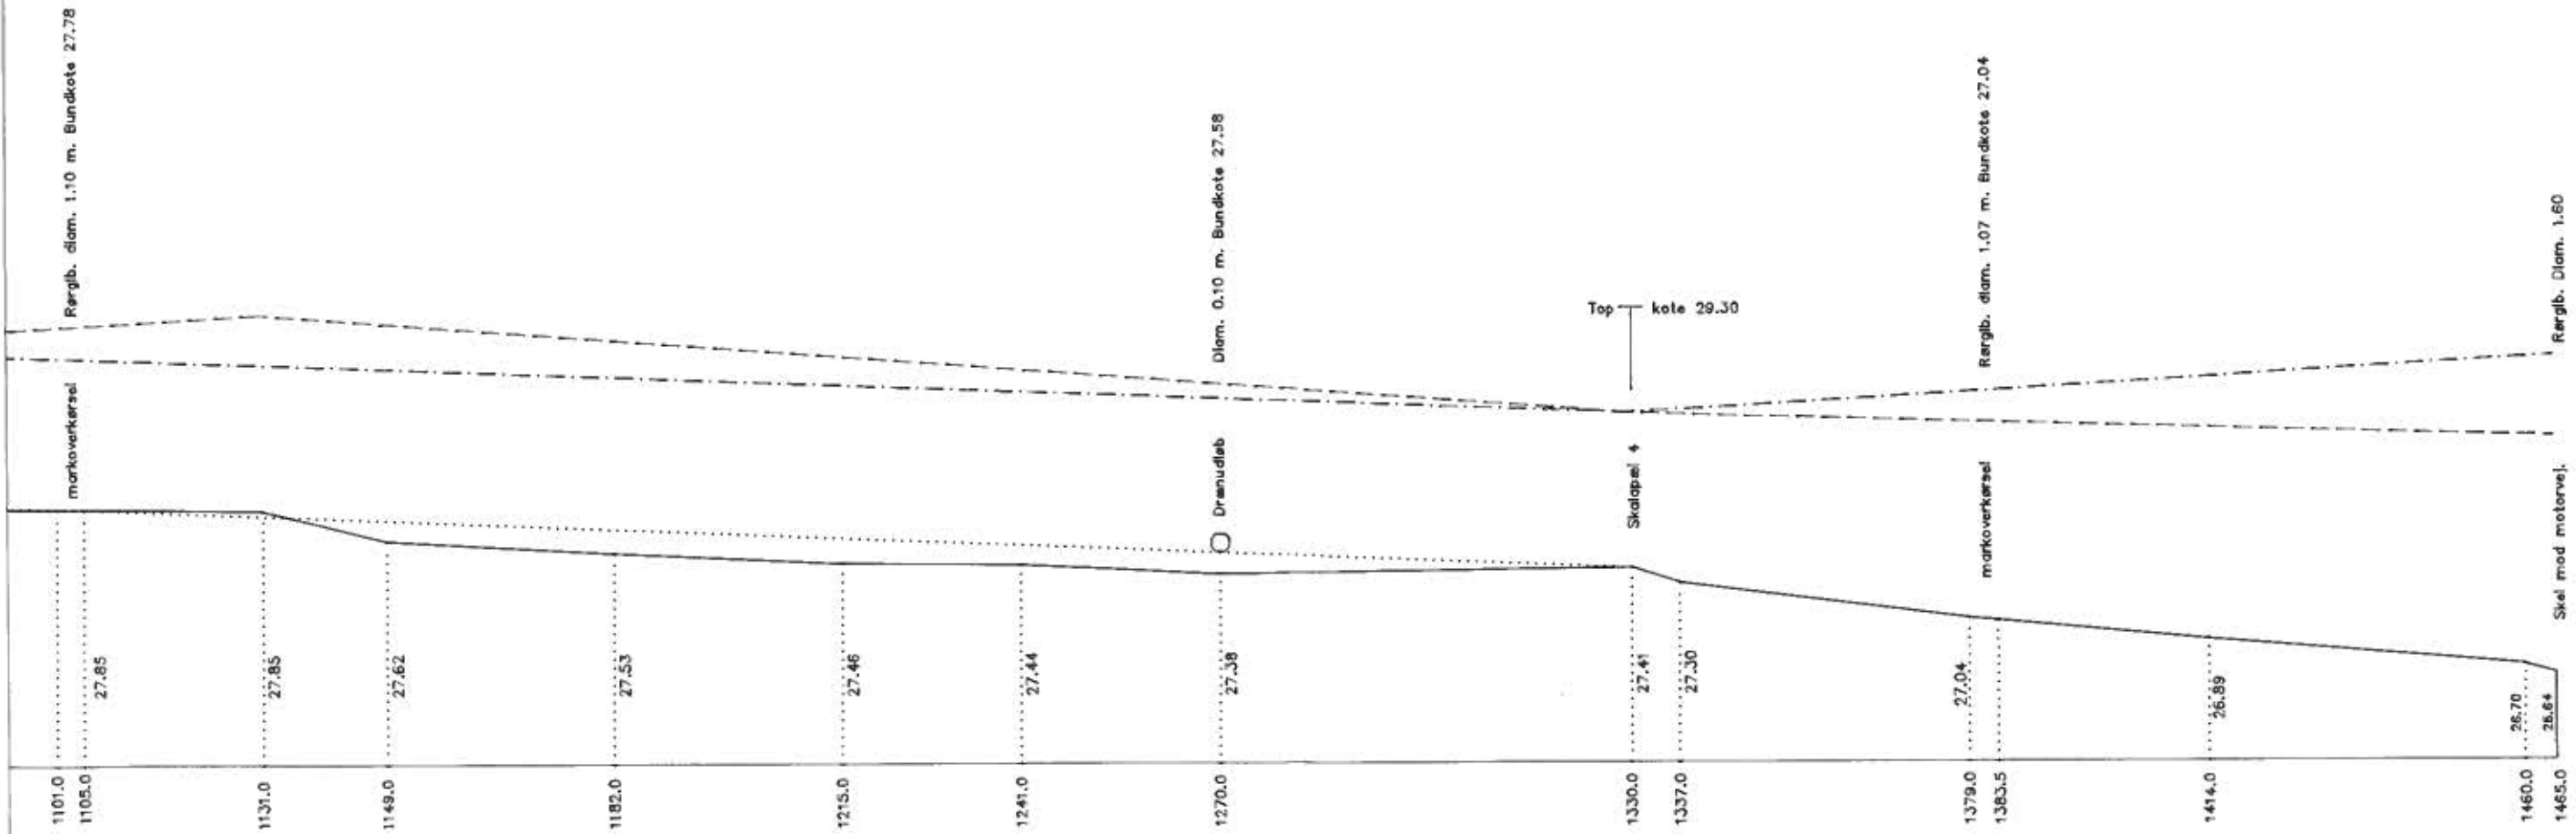 Rørglb. diam. 1.10 m. Bundkote 27.78
markoverkørsel
Diam. 0.10 m. Bundkote 27.58
Drænudløb
Top kote 29.30
Skalapæl 4
Rørglb. diam. 1.07 m. Bundkote 27.04
markoverkørsel
Rørglb. Diam. 1.60
Skel mod motorvej.
27.85
27.85
27.62
27.53
27.46
27.44
27.38
27.41
27.30
27.04
26.89
26.70
26.64
1101.0
1105.0
1131.0
1149.0
1182.0
1215.0
1241.0
1270.0
1330.0
1337.0
1379.0
1383.5
1414.0
1460.0
1465.0